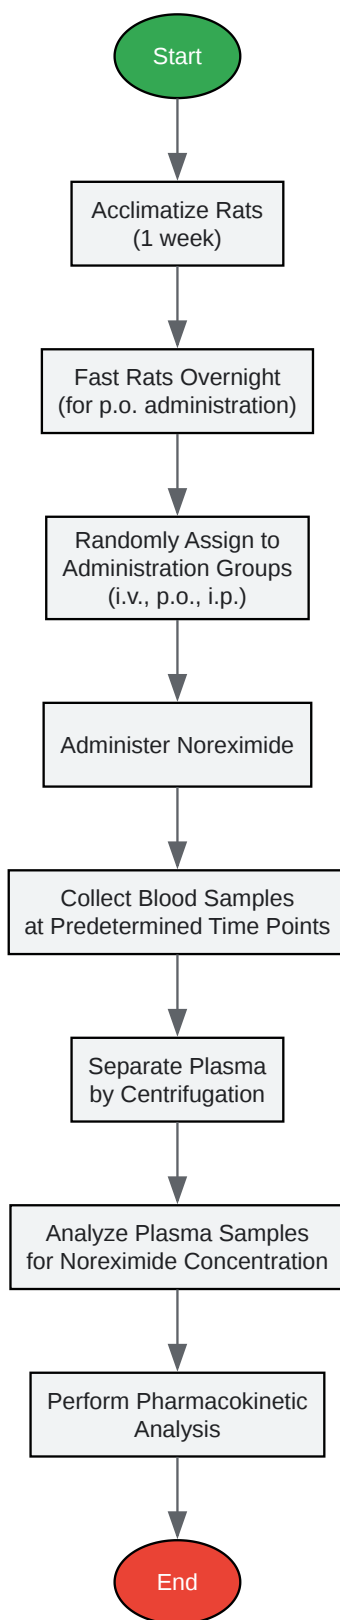 Start
Acclimatize Rats
(1 week)
Fast Rats Overnight
(for p.o. administration)
Randomly Assign to
Administration Groups
(i.v., p.o., i.p.)
Administer Noreximide
Collect Blood Samples
at Predetermined Time Points
Separate Plasma
by Centrifugation
Analyze Plasma Samples
for Noreximide Concentration
Perform Pharmacokinetic
Analysis
End